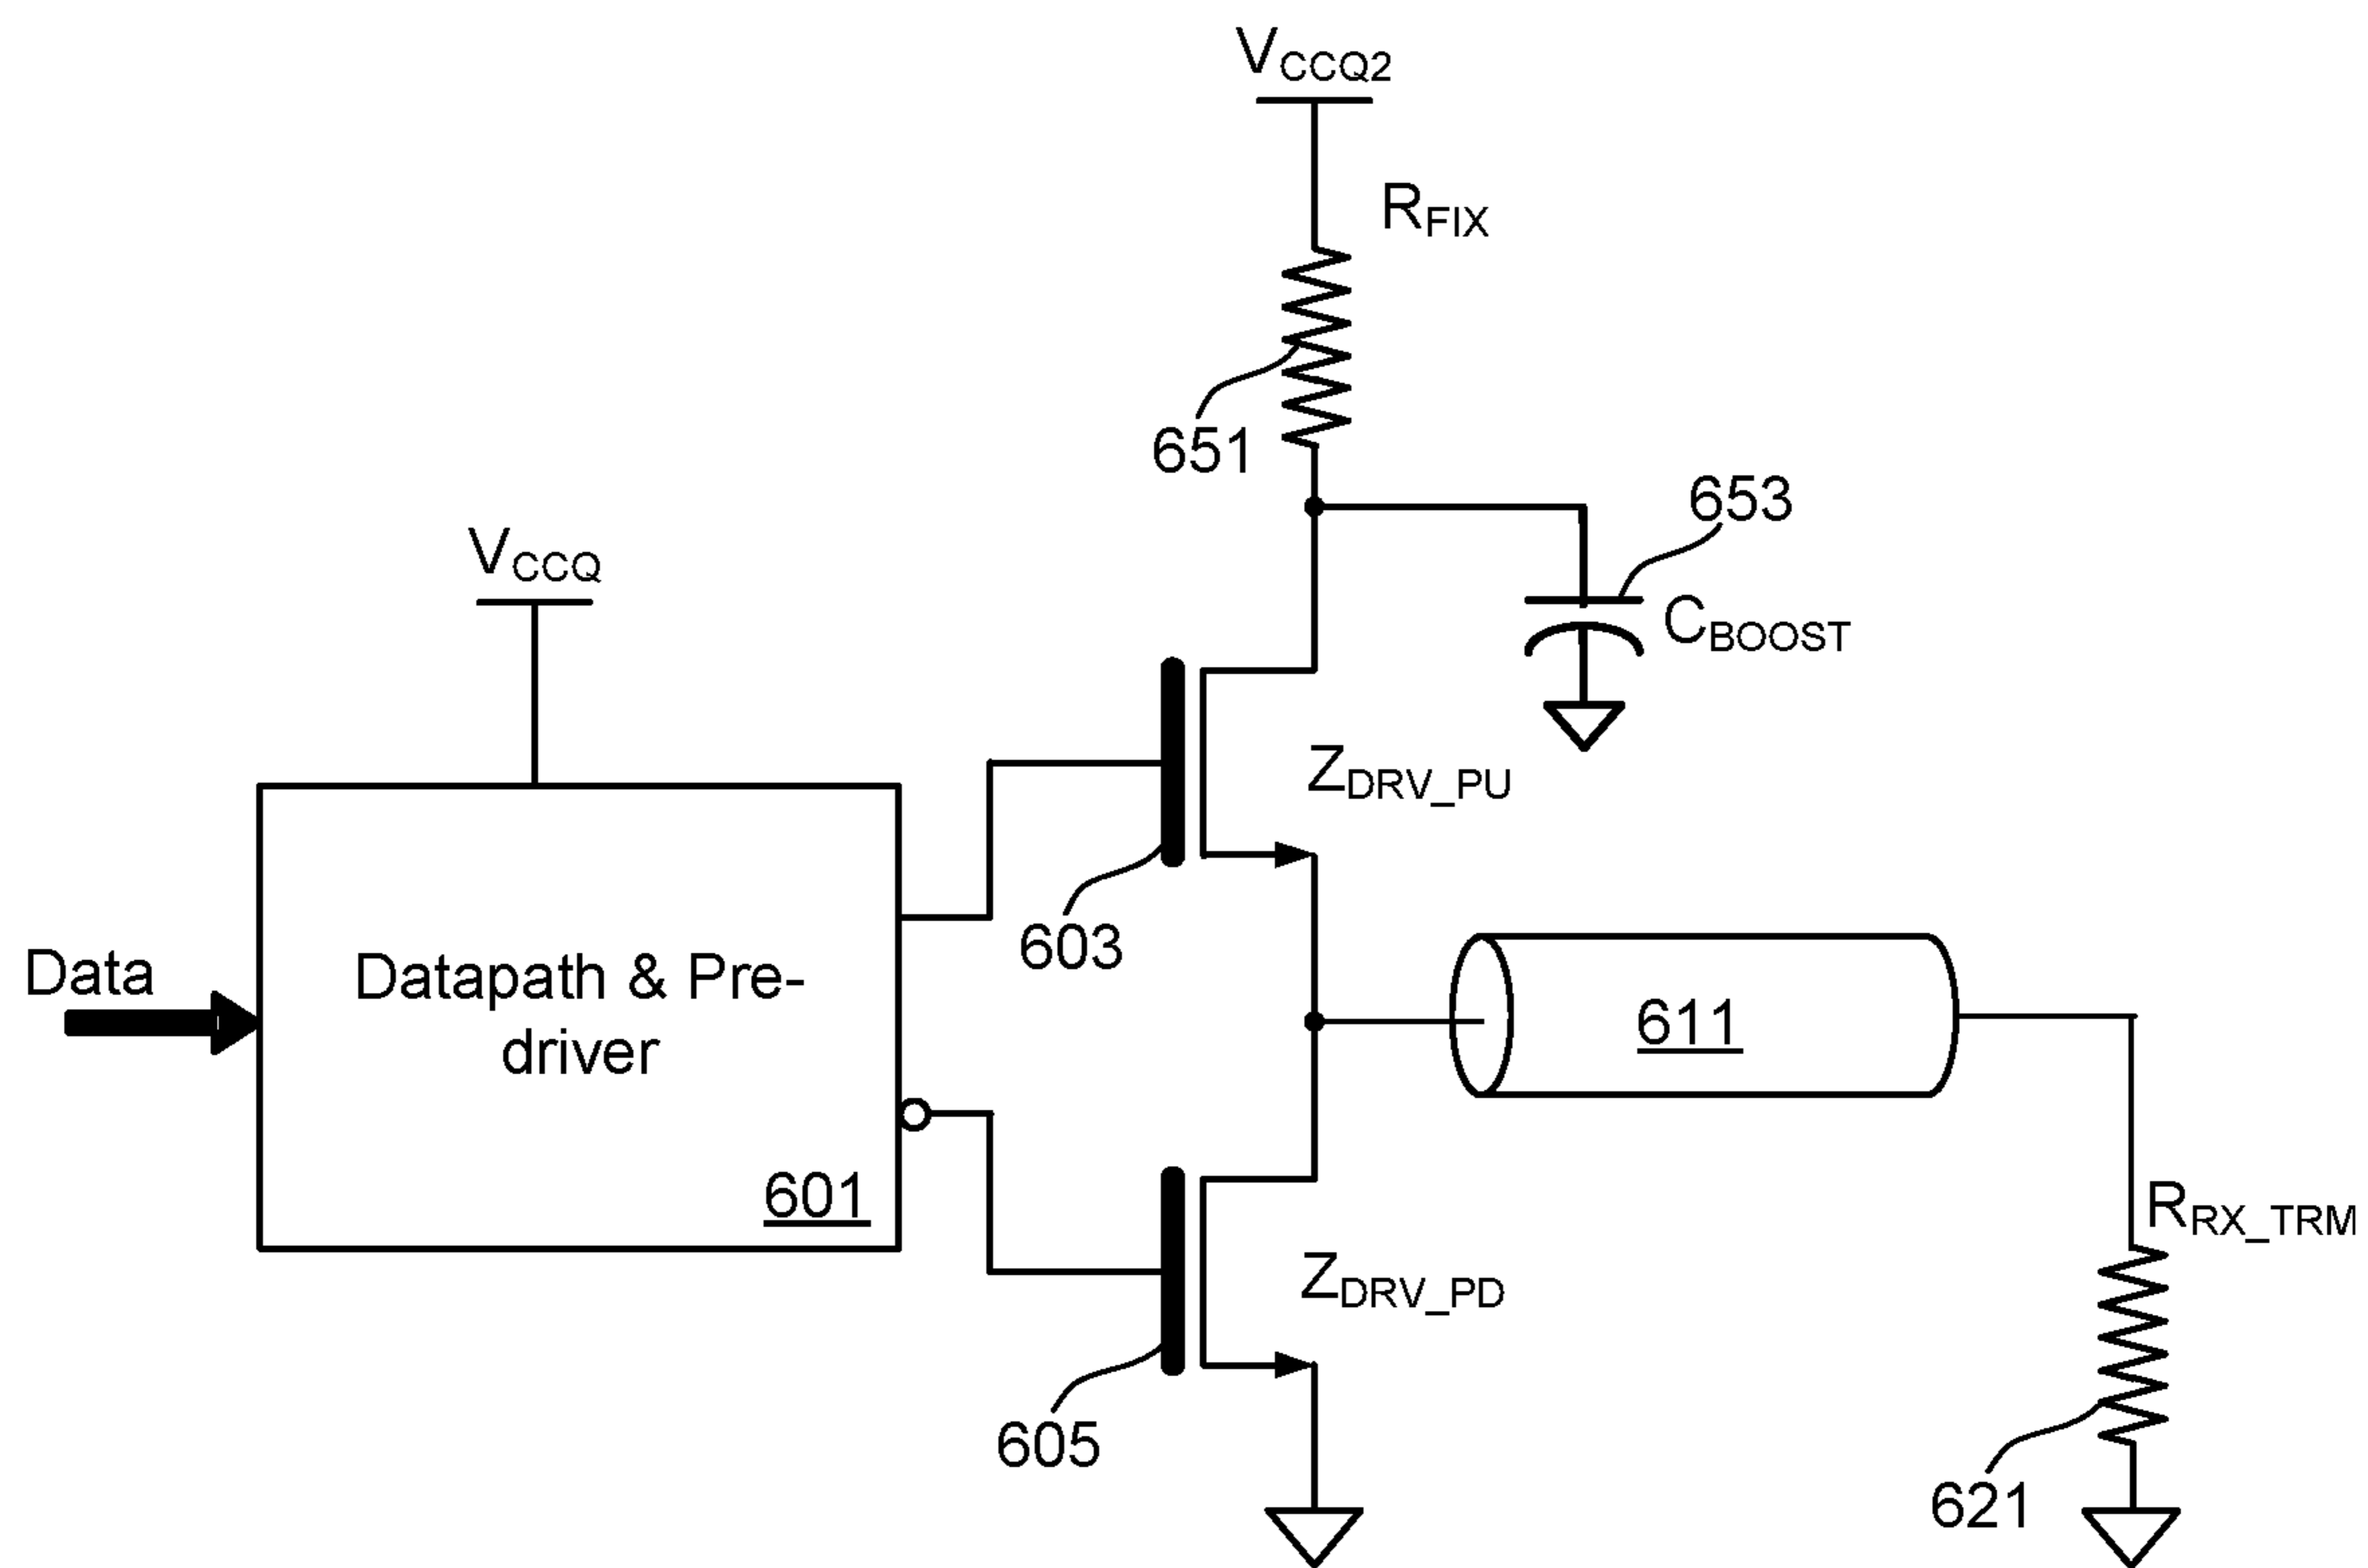 VCCQ2
RFIX
651
653
VCCQ
CBOOST
ZDRV_PU
603
Data
Datapath & Pre-
driver
611
601
RRX_TRM
ZDRV_PD
605
621